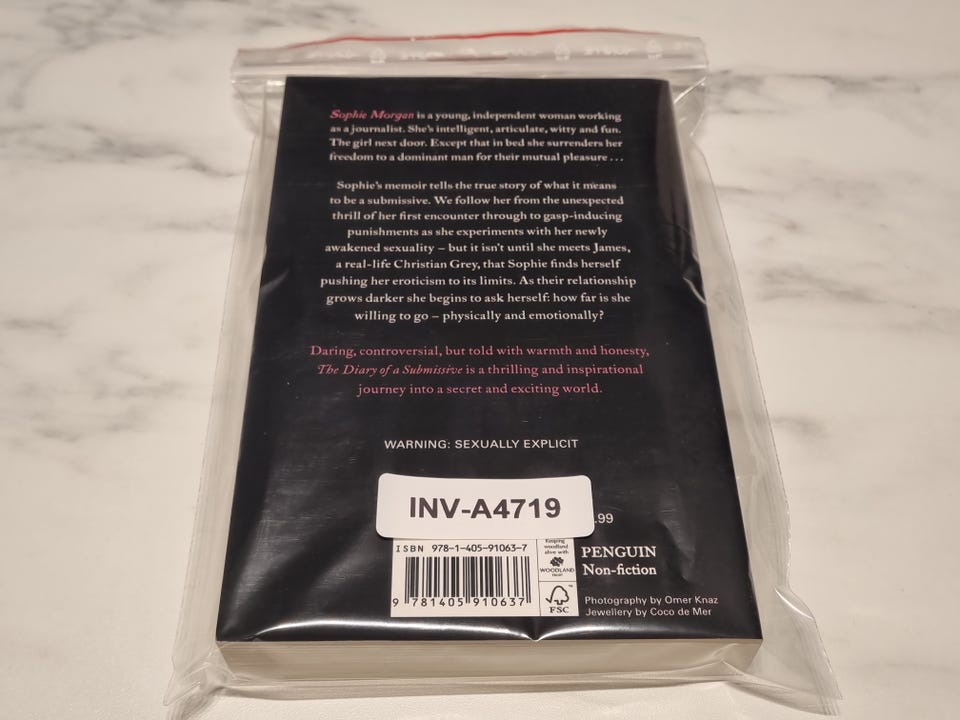 Sophie Morgan is a young, independent woman working
as a journalist. She's intelligent, articulate, witty and fun.
The girl next door. Except that in bed she surrenders her
freedom to a dominant man for their mutual pleasure . . .
Sophie's memoir tells the true story of what it means
to be a submissive. We follow her from the unexpected
thrill of her first encounter through to gasp-inducing
punishments as she experiments with her newly
awakened sexuality – but it isn't until she meets James,
a real-life Christian Grey, that Sophie finds herself
pushing her eroticism to its limits. As their relationship
grows darker she begins to ask herself: how far is she
willing to go – physically and emotionally?
Daring, controversial, but told with warmth and honesty,
The Diary of a Submissive is a thrilling and inspirational
journey into a secret and exciting world.
WARNING: SEXUALLY EXPLICIT
INV-A4719
.99
ISBN 978-1-405-91063-7
9 781405 910637
Keeping
woodland
alive with
WOODLAND
TRUST
FSC
PENGUIN
Non-fiction
Photography by Omer Knaz
Jewellery by Coco de Mer